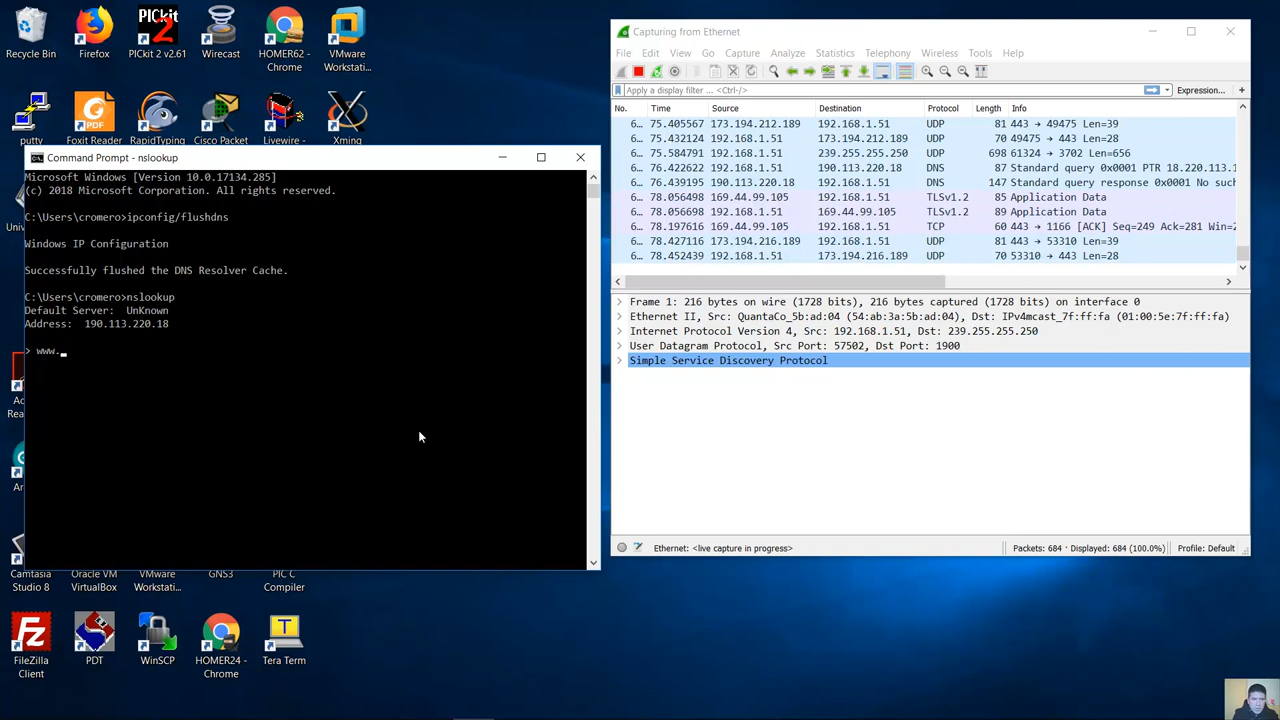 Recycle Bin
Firefox
PICkit 2 v2.61
Wirecast
HOMER62 -
Chrome
VMware
Workstati...
putty
Foxit Reader
RapidTyping
Cisco Packet
Livewire -
Xming
Command Prompt - nslookup
Microsoft Windows [Version 10.0.17134.285]
(c) 2018 Microsoft Corporation. All rights reserved.
C:\Users\cromero>ipconfig/flushdns
Windows IP Configuration
Successfully flushed the DNS Resolver Cache.
C:\Users\cromero>nslookup
Default Server:  UnKnown
Address:  190.113.220.18
> www._
Camtasia
Studio 8
Oracle VM
VirtualBox
VMware
Workstati...
GNS3
PIC C
Compiler
FileZilla
Client
PDT
WinSCP
HOMER24 -
Chrome
Tera Term
Capturing from Ethernet
File Edit View Go Capture Analyze Statistics Telephony Wireless Tools Help
Apply a display filter ... <Ctrl-/> Expression... +
No. Time Source Destination Protocol Length Info
6... 75.405567 173.194.212.189 192.168.1.51 UDP 81 443 → 49475 Len=39
6... 75.432124 192.168.1.51 173.194.212.189 UDP 70 49475 → 443 Len=28
6... 75.584791 192.168.1.51 239.255.255.250 UDP 698 61324 → 3702 Len=656
6... 76.422622 192.168.1.51 190.113.220.18 DNS 87 Standard query 0x0001 PTR 18.220.113.1
6... 76.439195 190.113.220.18 192.168.1.51 DNS 147 Standard query response 0x0001 No suc
6... 78.056698 169.44.99.105 192.168.1.51 TLSv1.2 85 Application Data
6... 78.056698 169.44.99.105 192.168.1.51 TLSv1.2 89 Application Data
6... 78.197616 169.44.99.105 192.168.1.51 TCP 60 443 → 1166 [ACK] Seq=249 Ack=281 Win=2
6... 78.427116 173.194.216.189 192.168.1.51 UDP 81 443 → 53310 Len=39
6... 78.452439 192.168.1.51 173.194.216.189 UDP 70 53310 → 443 Len=28
Frame 1: 216 bytes on wire (1728 bits), 216 bytes captured (1728 bits) on interface 0
Ethernet II, Src: QuantaCo_5b:ad:04 (54:ab:3a:5b:ad:04), Dst: IPv4mcast_7f:ff:fa (01:00:5e:7f:ff:fa)
Internet Protocol Version 4, Src: 192.168.1.51, Dst: 239.255.255.250
User Datagram Protocol, Src Port: 57502, Dst Port: 1900
Simple Service Discovery Protocol
Ethernet: <live capture in progress> Packets: 684 · Displayed: 684 (100.0%) Profile: Default